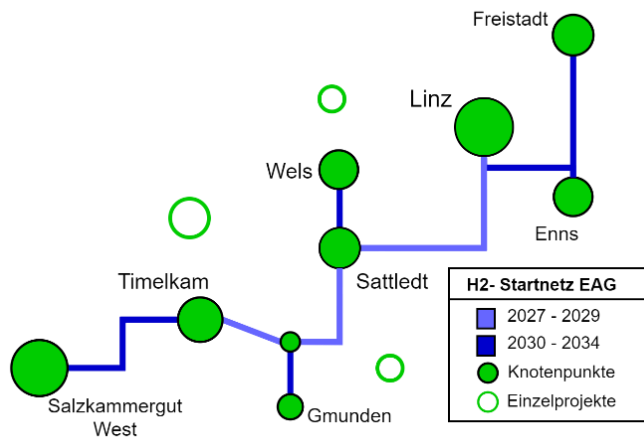 Freistadt
Linz
Wels
Enns
Sattledt
Timelkam
Salzkammergut
West
Gmunden
H2- Startnetz EAG
2027 - 2029
2030 - 2034
Knotenpunkte
Einzelprojekte